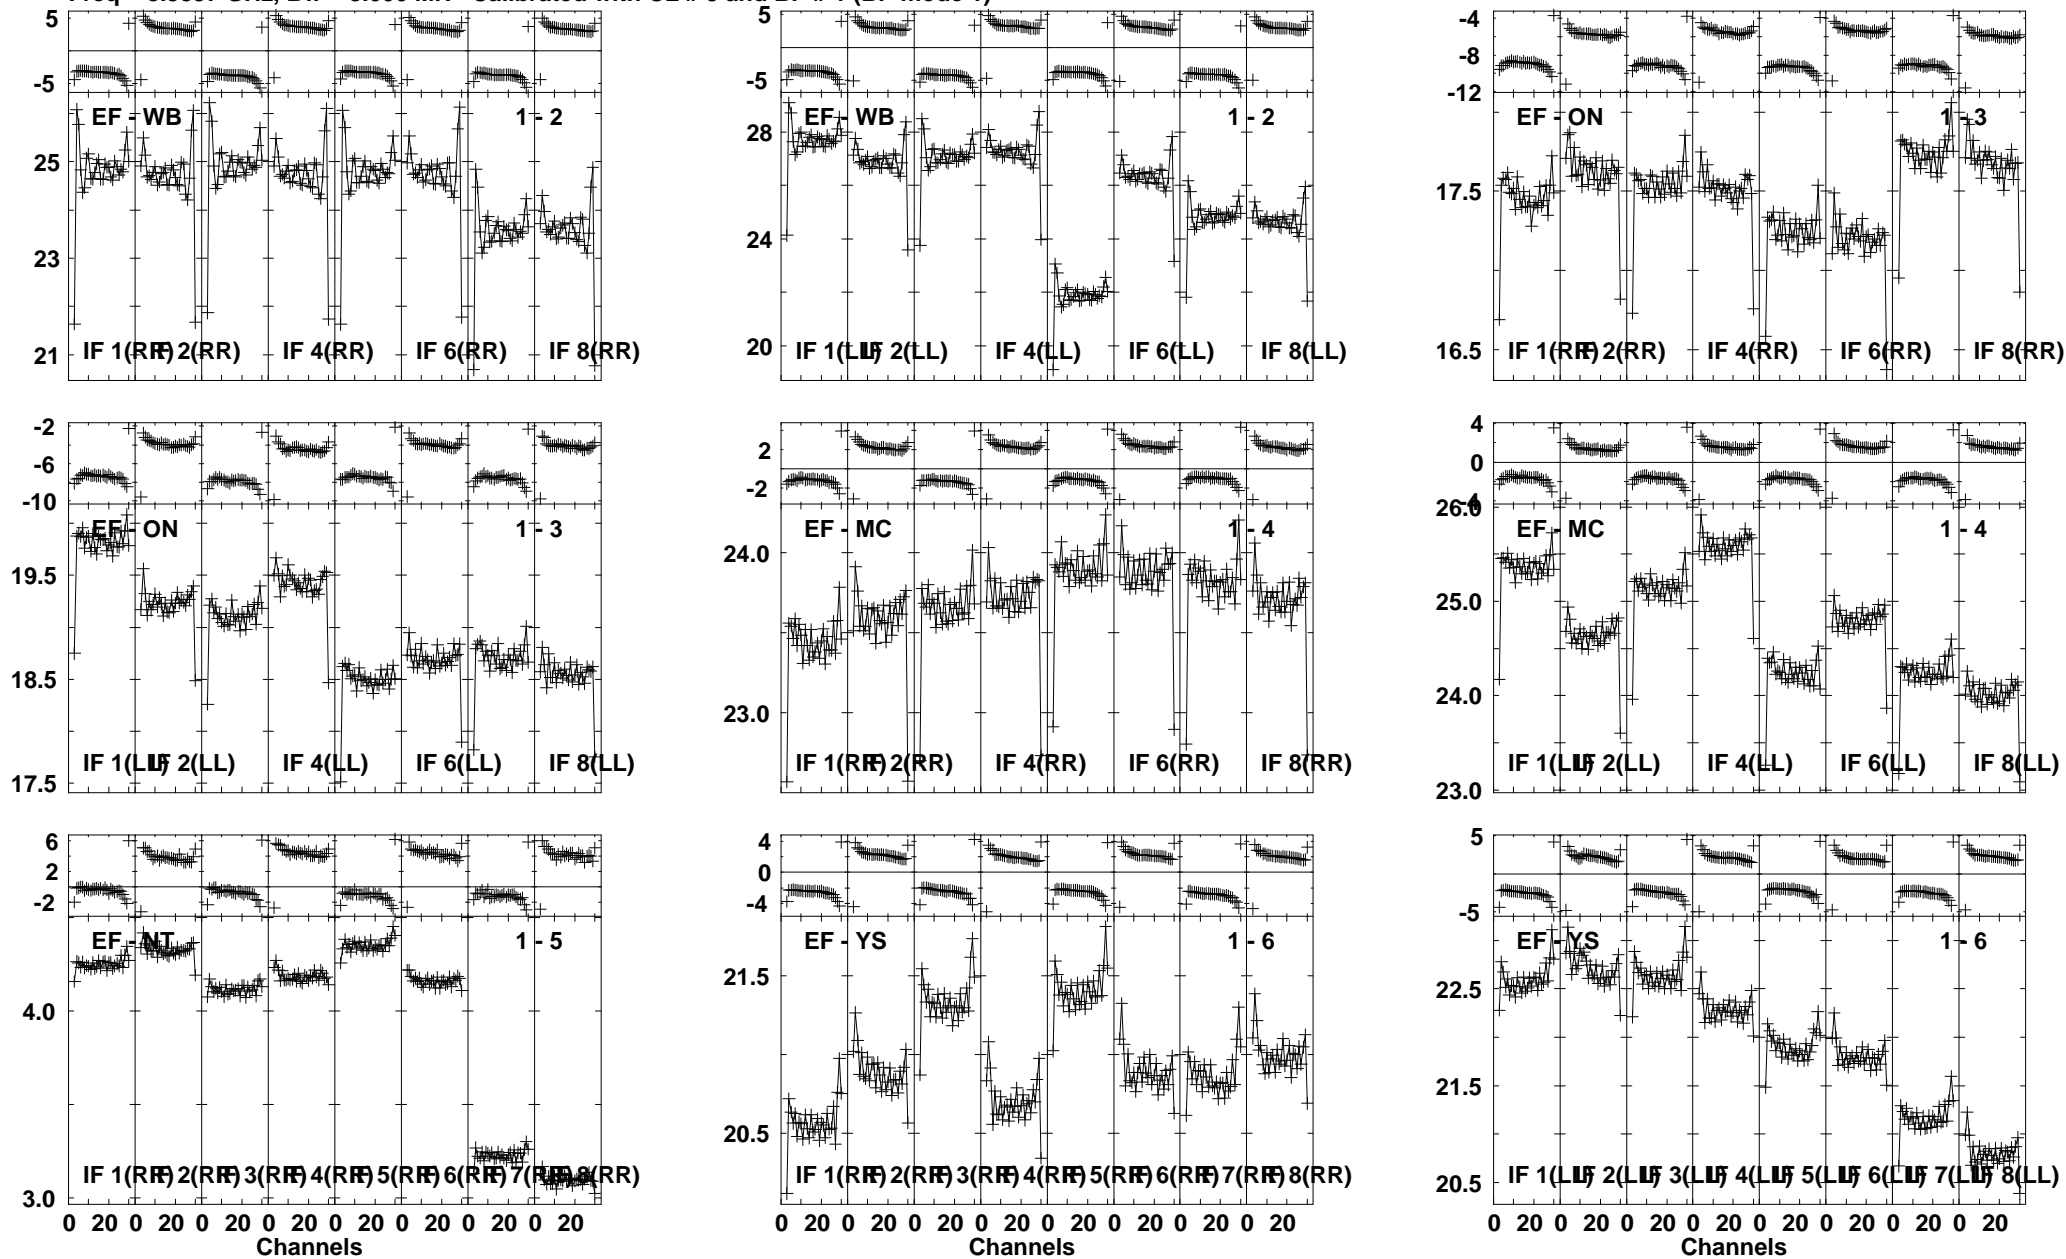 5
-5
EF - WB 1 - 2
25
23
21
IF 1(RR) IF 2(RR) IF 4(RR) IF 6(RR) IF 8(RR)
5
-5
EF - WB 1 - 2
28
24
20
IF 1(LL) IF 2(LL) IF 4(LL) IF 6(LL) IF 8(LL)
-4
-8
-12
EF - ON 1 - 3
17.5
16.5
IF 1(RR) IF 2(RR) IF 4(RR) IF 6(RR) IF 8(RR)
-2
-6
-10
EF - ON 1 - 3
19.5
18.5
17.5
IF 1(LL) IF 2(LL) IF 4(LL) IF 6(LL) IF 8(LL)
2
-2
EF - MC 1 - 4
24.0
23.0
IF 1(RR) IF 2(RR) IF 4(RR) IF 6(RR) IF 8(RR)
4
0
-4
26.0
EF - MC 1 - 4
25.0
24.0
23.0
IF 1(LL) IF 2(LL) IF 4(LL) IF 6(LL) IF 8(LL)
6
2
-2
EF - NT 1 - 5
4.0
3.0
IF 1(RR) IF 2(RR) IF 3(RR) IF 4(RR) IF 5(RR) IF 6(RR) IF 7(RR) IF 8(RR)
0 20 0 20 0 20 0 20 0 20 0 20 0 20 0 20
Channels
4
0
-4
EF - YS 1 - 6
21.5
20.5
IF 1(RR) IF 2(RR) IF 3(RR) IF 4(RR) IF 5(RR) IF 6(RR) IF 7(RR) IF 8(RR)
0 20 0 20 0 20 0 20 0 20 0 20 0 20 0 20
Channels
5
-5
EF - YS 1 - 6
22.5
21.5
20.5
IF 1(LL) IF 2(LL) IF 3(LL) IF 4(LL) IF 5(LL) IF 6(LL) IF 7(LL) IF 8(LL)
0 20 0 20 0 20 0 20 0 20 0 20 0 20 0 20
Channels